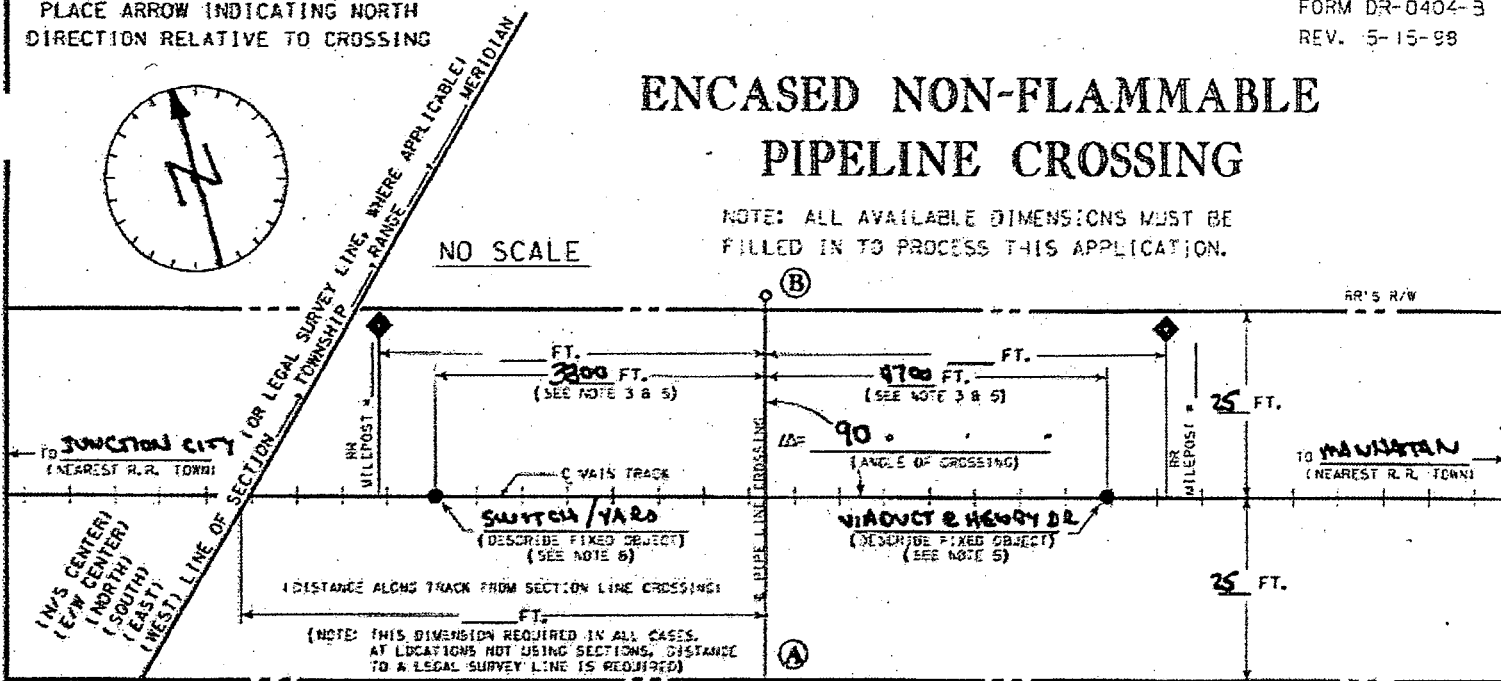 PLACE ARROW INDICATING NORTH
DIRECTION RELATIVE TO CROSSING
FORM DR-0404-B
REV. 5-15-98
ENCASED NON-FLAMMABLE
PIPELINE CROSSING
NOTE: ALL AVAILABLE DIMENSIONS MUST BE
FILLED IN TO PROCESS THIS APPLICATION.
N
NO SCALE
(N/S CENTER)
(E/W CENTER)
(NORTH)
(SOUTH)
(EAST)
(WEST) LINE OF SECTION, TOWNSHIP, RANGE, MERIDIAN
(OR LEGAL SURVEY LINE, WHERE APPLICABLE)
B
RR'S R/W
FT.
FT.
3800 FT.
(SEE NOTE 3 & 5)
9700 FT.
(SEE NOTE 3 & 5)
25 FT.
RR
MILEPOST
RR
MILEPOST
TO JUNCTION CITY
(NEAREST R.R. TOWN)
90
(ANGLE OF CROSSING)
TO MANHATTAN
(NEAREST R.R. TOWN)
MAIN TRACK
PIPE LINE CROSSING
SWITCH / YARD
(DESCRIBE FIXED OBJECT)
(SEE NOTE 5)
VIADUCT @ HENRY DR
(DESCRIBE FIXED OBJECT)
(SEE NOTE 5)
25 FT.
(DISTANCE ALONG TRACK FROM SECTION LINE CROSSING)
FT.
(NOTE: THIS DIMENSION REQUIRED IN ALL CASES.
AT LOCATIONS NOT USING SECTIONS, DISTANCE
TO A LEGAL SURVEY LINE IS REQUIRED)
A